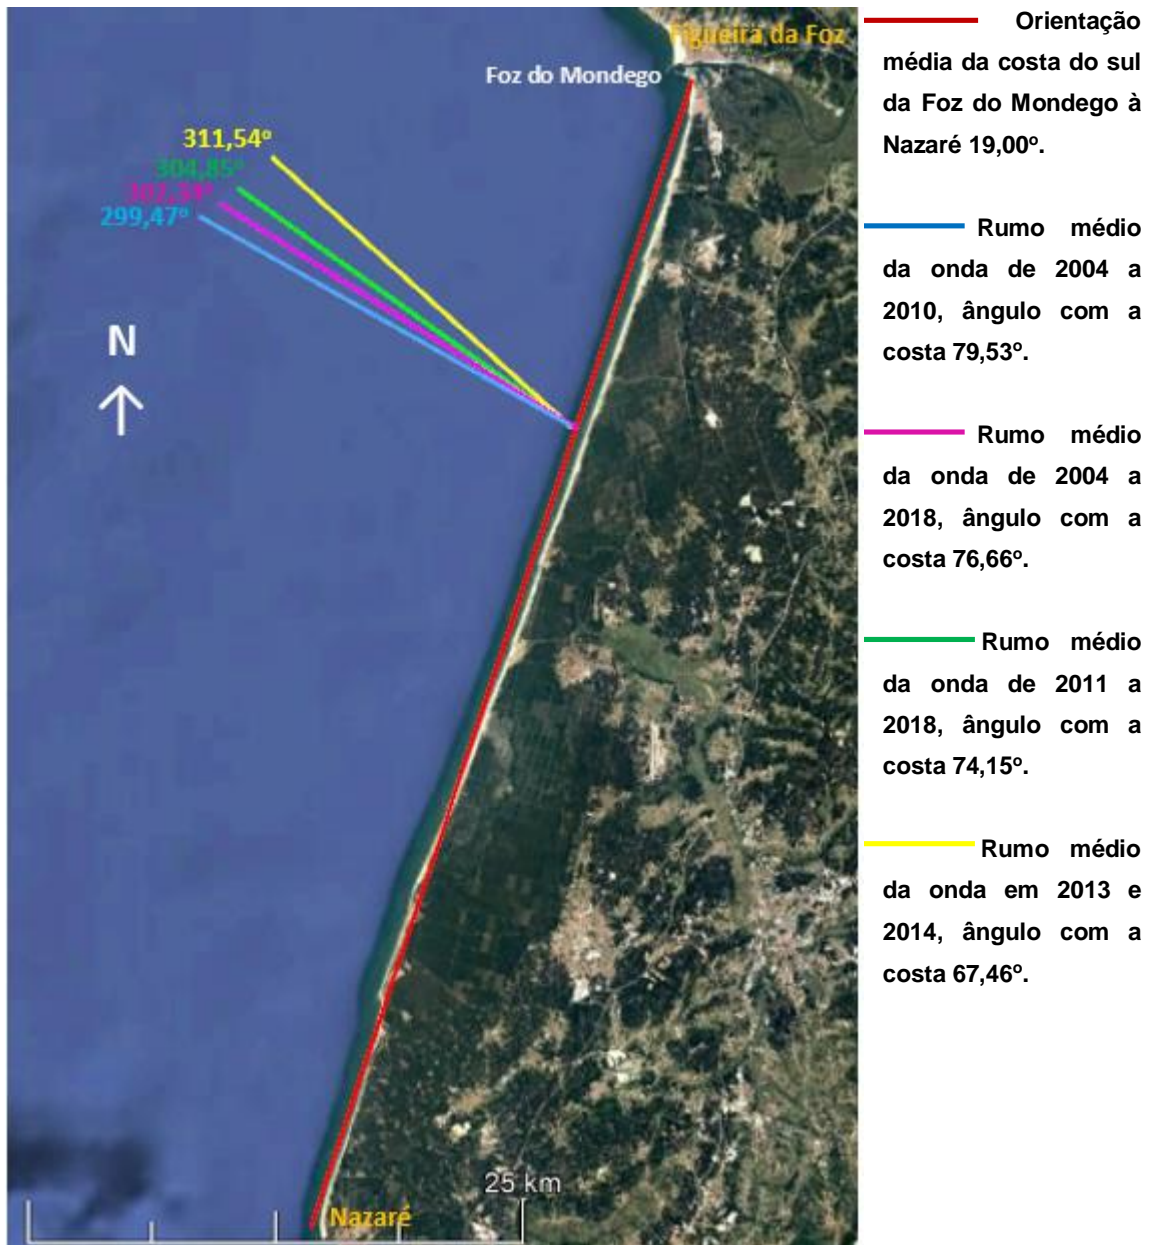 Figueira da Foz
Foz do Mondego
311,54º
304,85º
299,47º
N
25 km
Nazaré
Orientação
média da costa do sul
da Foz do Mondego à
Nazaré 19,00º.
Rumo médio
da onda de 2004 a
2010, ângulo com a
costa 79,53º.
Rumo médio
da onda de 2004 a
2018, ângulo com a
costa 76,66º.
Rumo médio
da onda de 2011 a
2018, ângulo com a
costa 74,15º.
Rumo médio
da onda em 2013 e
2014, ângulo com a
costa 67,46º.